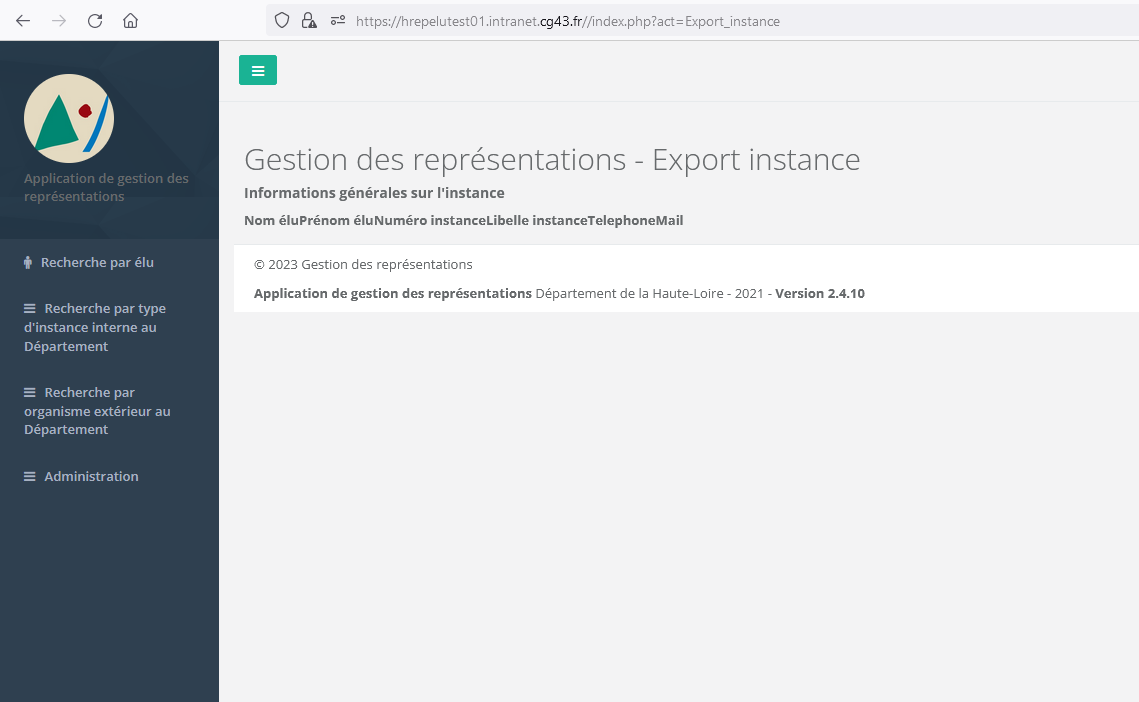 https://hrepelutest01.intranet.cg43.fr//index.php?act=Export_instance
Application de gestion des
représentations
Recherche par élu
Recherche par type
d'instance interne au
Département
Recherche par
organisme extérieur au
Département
Administration
Gestion des représentations - Export instance
Informations générales sur l'instance
Nom éluPrénom éluNuméro instanceLibelle instanceTelephoneMail
© 2023 Gestion des représentations
Application de gestion des représentations Département de la Haute-Loire - 2021 - Version 2.4.10